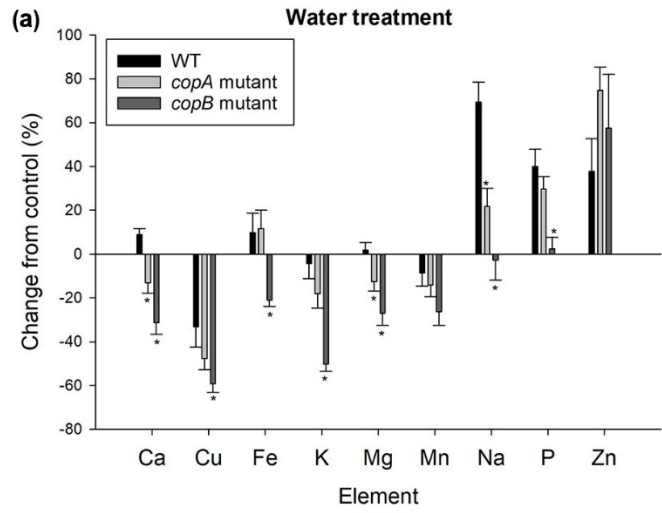 (a)
Water treatment
WT
copA mutant
copB mutant
Change from control (%)
100
80
60
40
20
0
-20
-40
-60
-80
* * * * * * * * * *
Ca Cu Fe K Mg Mn Na P Zn
Element